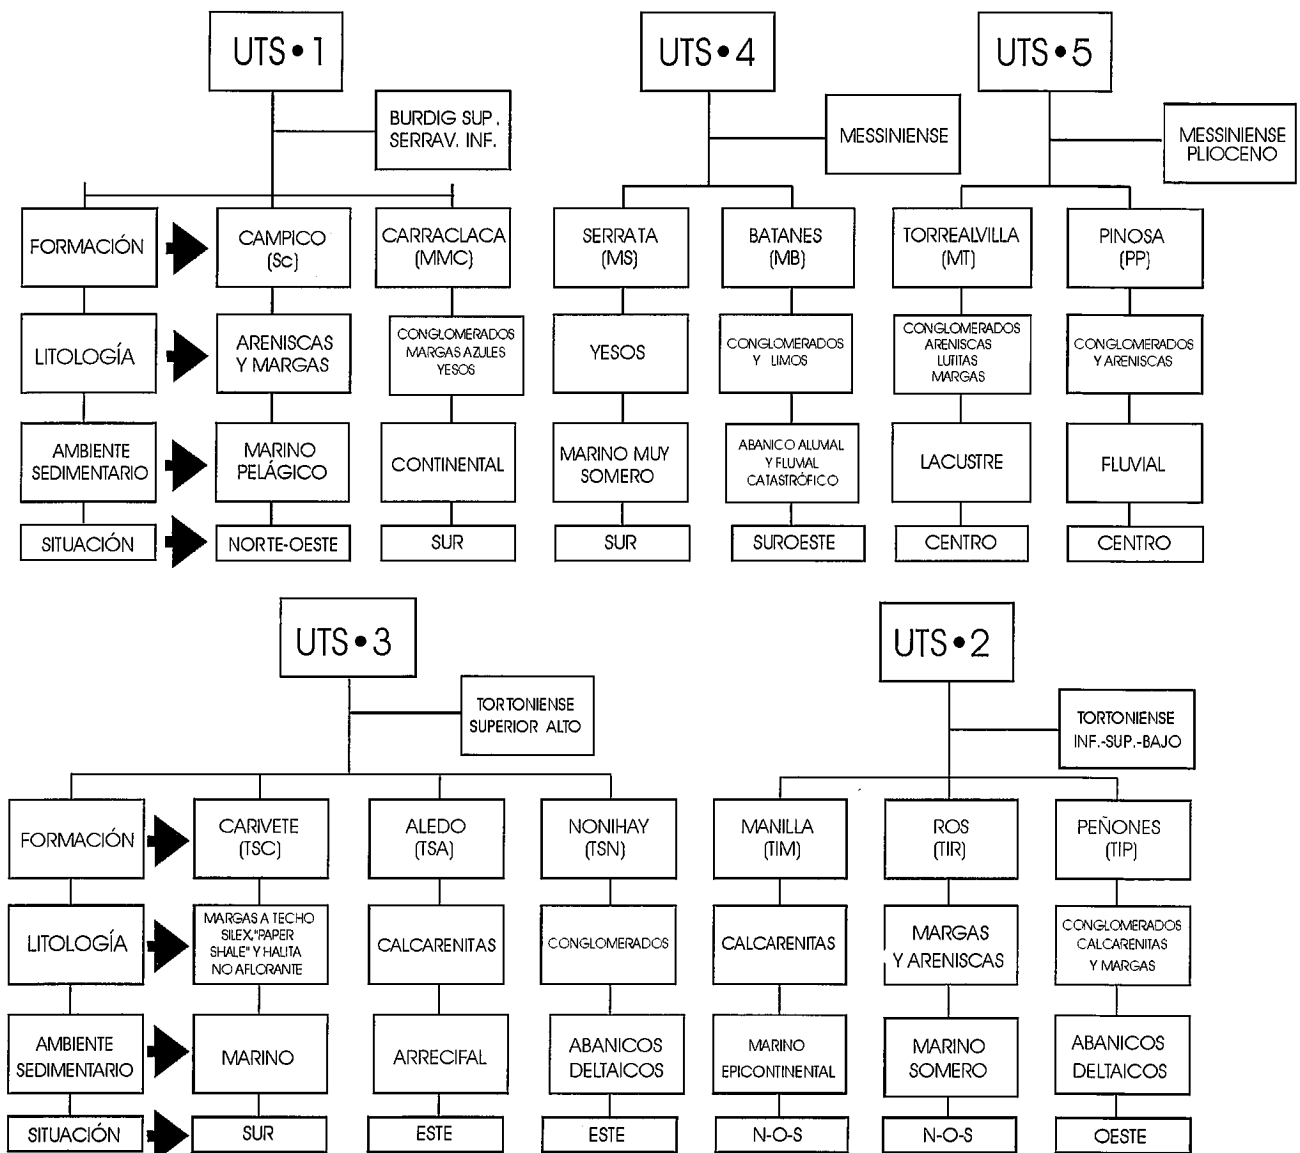 UTS•1
BURDIG SUP.
SERRAV. INF.
FORMACIÓN
CAMPICO
(Sc)
CARRACLACA
(MMC)
LITOLOGÍA
ARENISCAS
Y MARGAS
CONGLOMERADOS
MARGAS AZULES
YESOS
AMBIENTE
SEDIMENTARIO
MARINO
PELÁGICO
CONTINENTAL
SITUACIÓN
NORTE-OESTE
SUR
UTS•4
MESSINIENSE
SERRATA
(MS)
BATANES
(MB)
YESOS
CONGLOMERADOS
Y LIMOS
MARINO MUY
SOMERO
ABANICO ALUVIAL
Y FLUVIAL
CATASTRÓFICO
SUR
SUROESTE
UTS•5
MESSINIENSE
PLIOCENO
TORREALVILLA
(MT)
PINOSA
(PP)
CONGLOMERADOS
ARENISCAS
LUTITAS
MARGAS
CONGLOMERADOS
Y ARENISCAS
LACUSTRE
FLUVIAL
CENTRO
CENTRO
UTS•3
TORTONIENSE
SUPERIOR ALTO
FORMACIÓN
CARIVETE
(TSC)
ALEDO
(TSA)
NONIHAY
(TSN)
LITOLOGÍA
MARGAS A TECHO
SILEX,"PAPER
SHALE" Y HALITA
NO AFLORANTE
CALCARENITAS
CONGLOMERADOS
AMBIENTE
SEDIMENTARIO
MARINO
ARRECIFAL
ABANICOS
DELTAICOS
SITUACIÓN
SUR
ESTE
ESTE
UTS•2
TORTONIENSE
INF.-SUP.-BAJO
MANILLA
(TIM)
ROS
(TIR)
PEÑONES
(TIP)
CALCARENITAS
MARGAS
Y ARENISCAS
CONGLOMERADOS
CALCARENITAS
Y MARGAS
MARINO
EPICONTINENTAL
MARINO
SOMERO
ABANICOS
DELTAICOS
N-O-S
N-O-S
OESTE